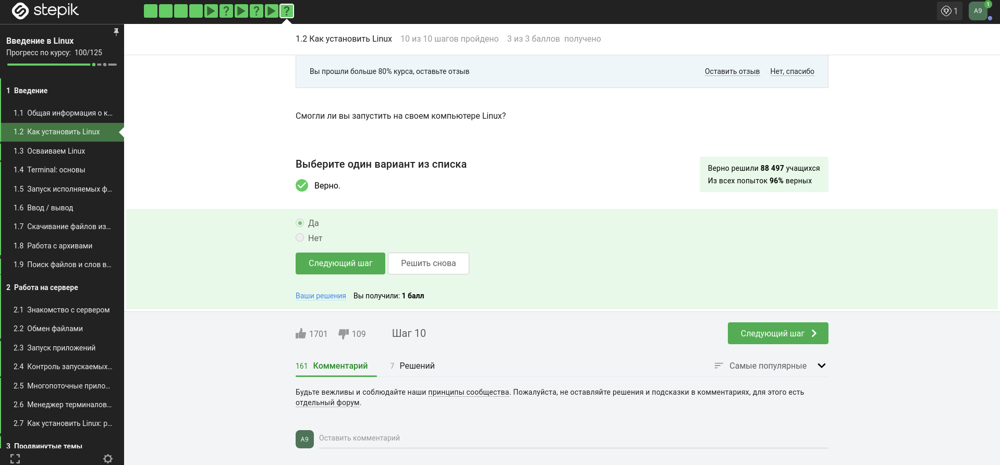 stepik
?
?
?
1
A9
1
Введение в Linux
Прогресс по курсу: 100/125
1 Введение
1.1 Общая информация о к...
1.2 Как установить Linux
1.3 Осваиваем Linux
1.4 Terminal: основы
1.5 Запуск исполняемых ф...
1.6 Ввод / вывод
1.7 Скачивание файлов из...
1.8 Работа с архивами
1.9 Поиск файлов и слов в...
2 Работа на сервере
2.1 Знакомство с сервером
2.2 Обмен файлами
2.3 Запуск приложений
2.4 Контроль запускаемых...
2.5 Многопоточные прило...
2.6 Менеджер терминалов...
2.7 Как установить Linux: р...
3 Продвинутые темы
1.2 Как установить Linux 10 из 10 шагов пройдено 3 из 3 баллов получено
Вы прошли больше 80% курса, оставьте отзыв Оставить отзыв Нет, спасибо
Смогли ли вы запустить на своем компьютере Linux?
Выберите один вариант из списка
Верно.
Верно решили 88 497 учащихся
Из всех попыток 96% верных
Да
Нет
Следующий шаг Решить снова
Ваши решения Вы получили: 1 балл
1701 109 Шаг 10 Следующий шаг
161 Комментарий 7 Решений Самые популярные
Будьте вежливы и соблюдайте наши принципы сообщества. Пожалуйста, не оставляйте решения и подсказки в комментариях, для этого есть
отдельный форум.
A9 Оставить комментарий